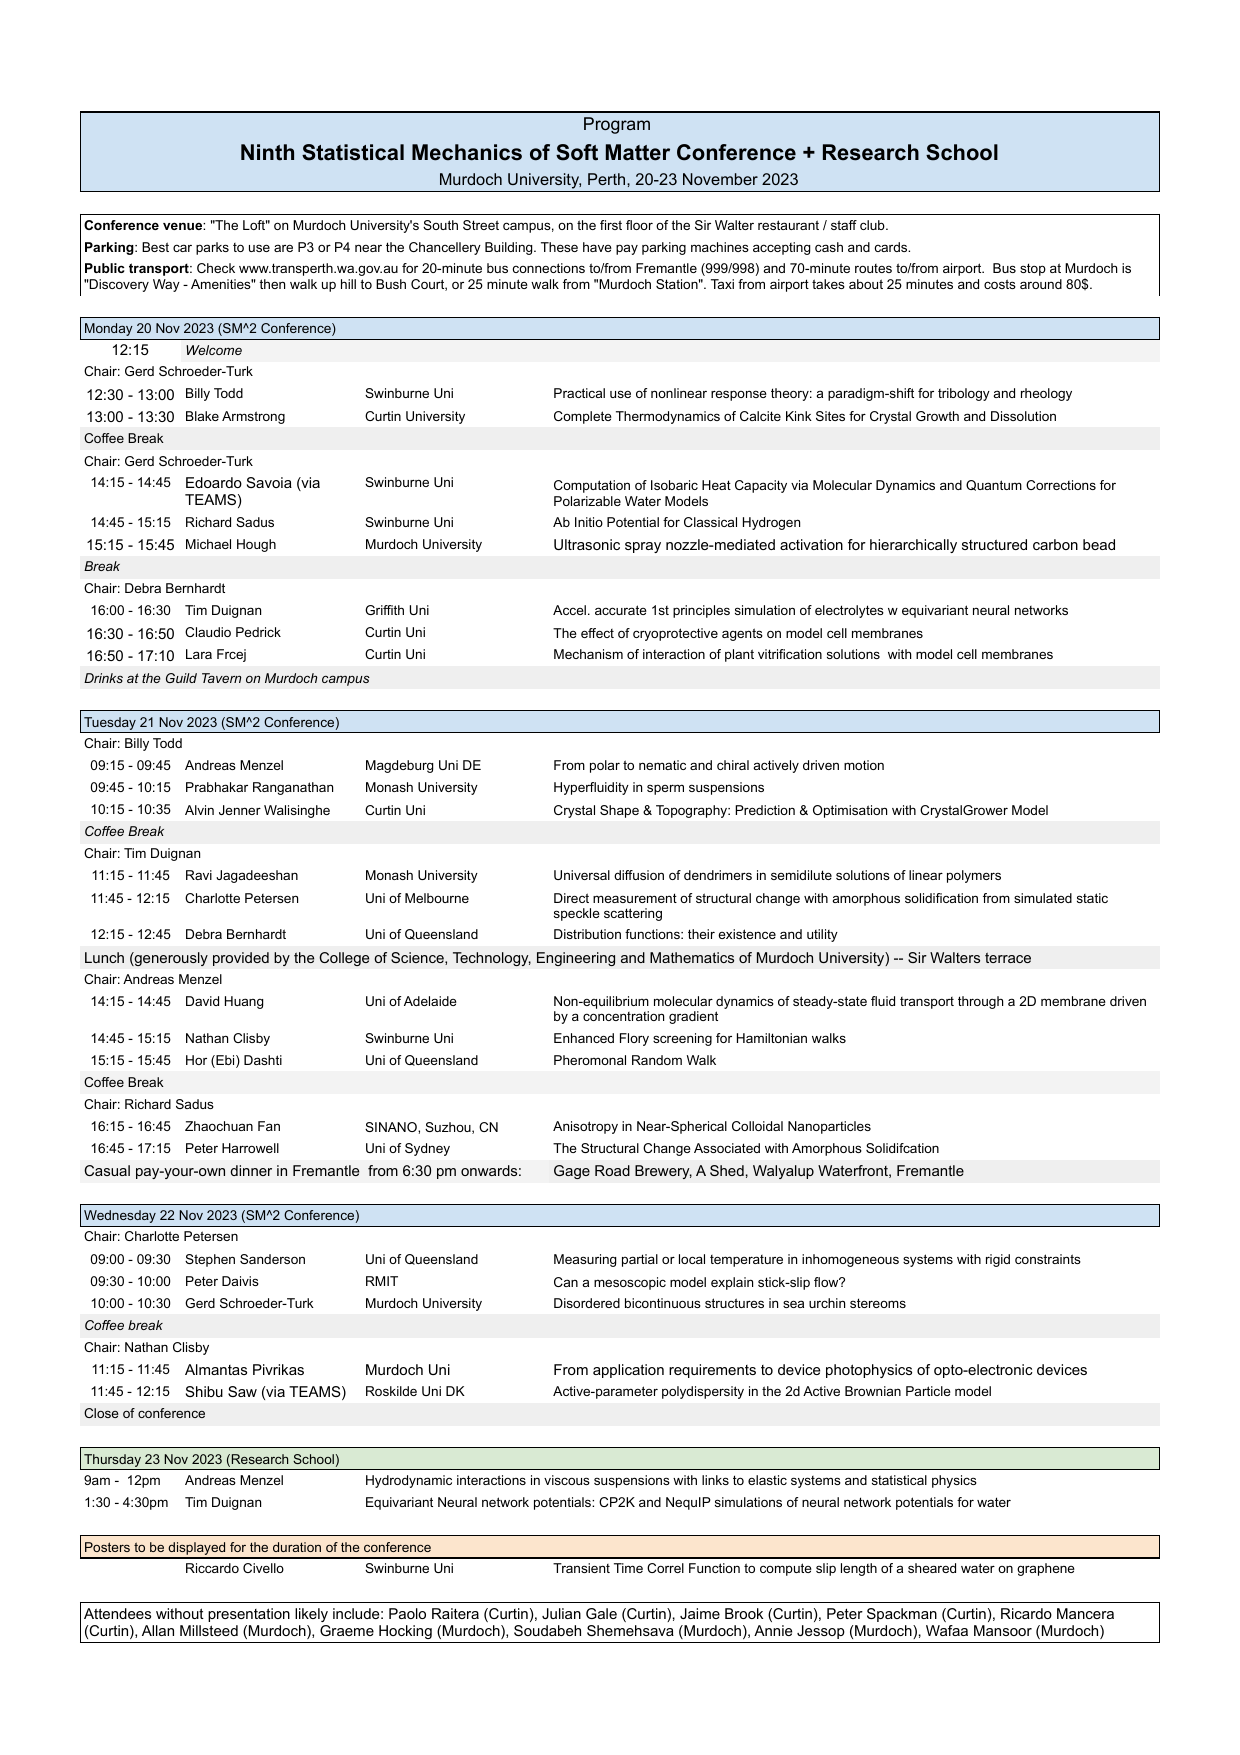 Program
Ninth Statistical Mechanics of Soft Matter Conference + Research School
Murdoch University, Perth, 20-23 November 2023
Conference venue: "The Loft" on Murdoch University's South Street campus, on the first floor of the Sir Walter restaurant / staff club.
Parking: Best car parks to use are P3 or P4 near the Chancellery Building. These have pay parking machines accepting cash and cards.
Public transport: Check www.transperth.wa.gov.au for 20-minute bus connections to/from Fremantle (999/998) and 70-minute routes to/from airport. Bus stop at Murdoch is
"Discovery Way - Amenities" then walk up hill to Bush Court, or 25 minute walk from "Murdoch Station". Taxi from airport takes about 25 minutes and costs around 80$.
Monday 20 Nov 2023 (SM^2 Conference)
12:15 Welcome
Chair: Gerd Schroeder-Turk
12:30 - 13:00 Billy Todd Swinburne Uni Practical use of nonlinear response theory: a paradigm-shift for tribology and rheology
13:00 - 13:30 Blake Armstrong Curtin University Complete Thermodynamics of Calcite Kink Sites for Crystal Growth and Dissolution
Coffee Break
Chair: Gerd Schroeder-Turk
14:15 - 14:45 Edoardo Savoia (via Swinburne Uni Computation of Isobaric Heat Capacity via Molecular Dynamics and Quantum Corrections for
TEAMS) Polarizable Water Models
14:45 - 15:15 Richard Sadus Swinburne Uni Ab Initio Potential for Classical Hydrogen
15:15 - 15:45 Michael Hough Murdoch University Ultrasonic spray nozzle-mediated activation for hierarchically structured carbon bead
Break
Chair: Debra Bernhardt
16:00 - 16:30 Tim Duignan Griffith Uni Accel. accurate 1st principles simulation of electrolytes w equivariant neural networks
16:30 - 16:50 Claudio Pedrick Curtin Uni The effect of cryoprotective agents on model cell membranes
16:50 - 17:10 Lara Frcej Curtin Uni Mechanism of interaction of plant vitrification solutions with model cell membranes
Drinks at the Guild Tavern on Murdoch campus
Tuesday 21 Nov 2023 (SM^2 Conference)
Chair: Billy Todd
09:15 - 09:45 Andreas Menzel Magdeburg Uni DE From polar to nematic and chiral actively driven motion
09:45 - 10:15 Prabhakar Ranganathan Monash University Hyperfluidity in sperm suspensions
10:15 - 10:35 Alvin Jenner Walisinghe Curtin Uni Crystal Shape & Topography: Prediction & Optimisation with CrystalGrower Model
Coffee Break
Chair: Tim Duignan
11:15 - 11:45 Ravi Jagadeeshan Monash University Universal diffusion of dendrimers in semidilute solutions of linear polymers
11:45 - 12:15 Charlotte Petersen Uni of Melbourne Direct measurement of structural change with amorphous solidification from simulated static
speckle scattering
12:15 - 12:45 Debra Bernhardt Uni of Queensland Distribution functions: their existence and utility
Lunch (generously provided by the College of Science, Technology, Engineering and Mathematics of Murdoch University) -- Sir Walters terrace
Chair: Andreas Menzel
14:15 - 14:45 David Huang Uni of Adelaide Non-equilibrium molecular dynamics of steady-state fluid transport through a 2D membrane driven
by a concentration gradient
14:45 - 15:15 Nathan Clisby Swinburne Uni Enhanced Flory screening for Hamiltonian walks
15:15 - 15:45 Hor (Ebi) Dashti Uni of Queensland Pheromonal Random Walk
Coffee Break
Chair: Richard Sadus
16:15 - 16:45 Zhaochuan Fan SINANO, Suzhou, CN Anisotropy in Near-Spherical Colloidal Nanoparticles
16:45 - 17:15 Peter Harrowell Uni of Sydney The Structural Change Associated with Amorphous Solidifcation
Casual pay-your-own dinner in Fremantle from 6:30 pm onwards: Gage Road Brewery, A Shed, Walyalup Waterfront, Fremantle
Wednesday 22 Nov 2023 (SM^2 Conference)
Chair: Charlotte Petersen
09:00 - 09:30 Stephen Sanderson Uni of Queensland Measuring partial or local temperature in inhomogeneous systems with rigid constraints
09:30 - 10:00 Peter Daivis RMIT Can a mesoscopic model explain stick-slip flow?
10:00 - 10:30 Gerd Schroeder-Turk Murdoch University Disordered bicontinuous structures in sea urchin stereoms
Coffee break
Chair: Nathan Clisby
11:15 - 11:45 Almantas Pivrikas Murdoch Uni From application requirements to device photophysics of opto-electronic devices
11:45 - 12:15 Shibu Saw (via TEAMS) Roskilde Uni DK Active-parameter polydispersity in the 2d Active Brownian Particle model
Close of conference
Thursday 23 Nov 2023 (Research School)
9am - 12pm Andreas Menzel Hydrodynamic interactions in viscous suspensions with links to elastic systems and statistical physics
1:30 - 4:30pm Tim Duignan Equivariant Neural network potentials: CP2K and NequIP simulations of neural network potentials for water
Posters to be displayed for the duration of the conference
Riccardo Civello Swinburne Uni Transient Time Correl Function to compute slip length of a sheared water on graphene
Attendees without presentation likely include: Paolo Raitera (Curtin), Julian Gale (Curtin), Jaime Brook (Curtin), Peter Spackman (Curtin), Ricardo Mancera
(Curtin), Allan Millsteed (Murdoch), Graeme Hocking (Murdoch), Soudabeh Shemehsava (Murdoch), Annie Jessop (Murdoch), Wafaa Mansoor (Murdoch)